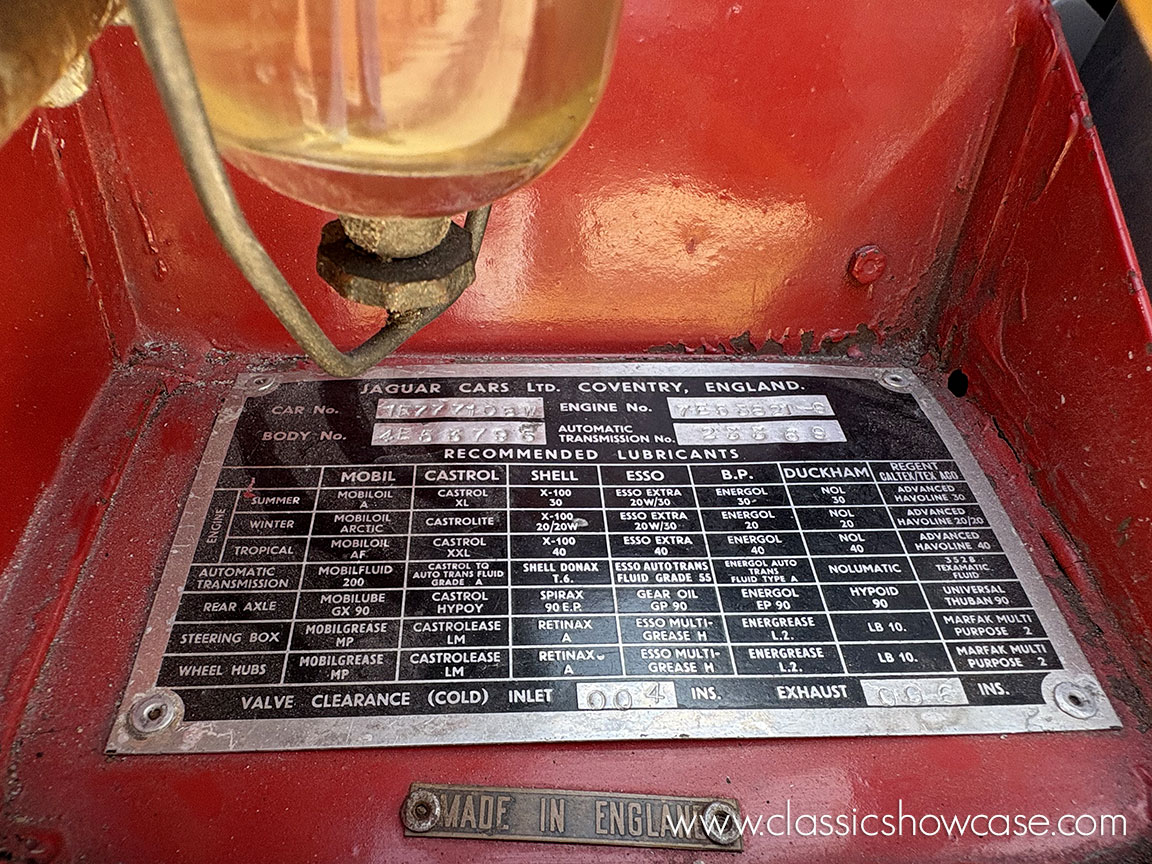 JAGUAR CARS LTD. COVENTRY, ENGLAND.
CAR No. 1E77710BW ENGINE No.
BODY No. 4E58795 AUTOMATIC TRANSMISSION No.
RECOMMENDED LUBRICANTS
MOBIL CASTROL SHELL ESSO B.P. DUCKHAM REGENT CALTEX/TEXACO
ENGINE
SUMMER MOBILOIL A CASTROL XL X-100 30 ESSO EXTRA 20W/30 ENERGOL 30 NOL 30 ADVANCED HAVOLINE 30
WINTER MOBILOIL ARCTIC CASTROLITE X-100 20/20W ESSO EXTRA 20W/30 ENERGOL 20 NOL 20 ADVANCED HAVOLINE 20/20
TROPICAL MOBILOIL AF CASTROL XXL X-100 40 ESSO EXTRA 40 ENERGOL 40 NOL 40 ADVANCED HAVOLINE 40
AUTOMATIC TRANSMISSION MOBILFLUID 200 CASTROL TQ AUTO TRANS FLUID GRADE A SHELL DONAX T.6. ESSO AUTOTRANS FLUID GRADE 55 ENERGOL AUTO TRANS FLUID TYPE A NOLUMATIC 3528 TEXAMATIC FLUID
REAR AXLE MOBILUBE GX 90 CASTROL HYPOY SPIRAX 90 E.P. GEAR OIL GP 90 ENERGOL EP 90 HYPOID 90 UNIVERSAL THUBAN 90
STEERING BOX MOBILGREASE MP CASTROLEASE LM RETINAX A ESSO MULTI-GREASE H ENERGREASE L.2. LB 10. MARFAK MULTI PURPOSE 2
WHEEL HUBS MOBILGREASE MP CASTROLEASE LM RETINAX A ESSO MULTI-GREASE H ENERGREASE L.2. LB 10. MARFAK MULTI PURPOSE 2
VALVE CLEARANCE (COLD) INLET 004 INS. EXHAUST 006 INS.
MADE IN ENGLAND
www.classicshowcase.com